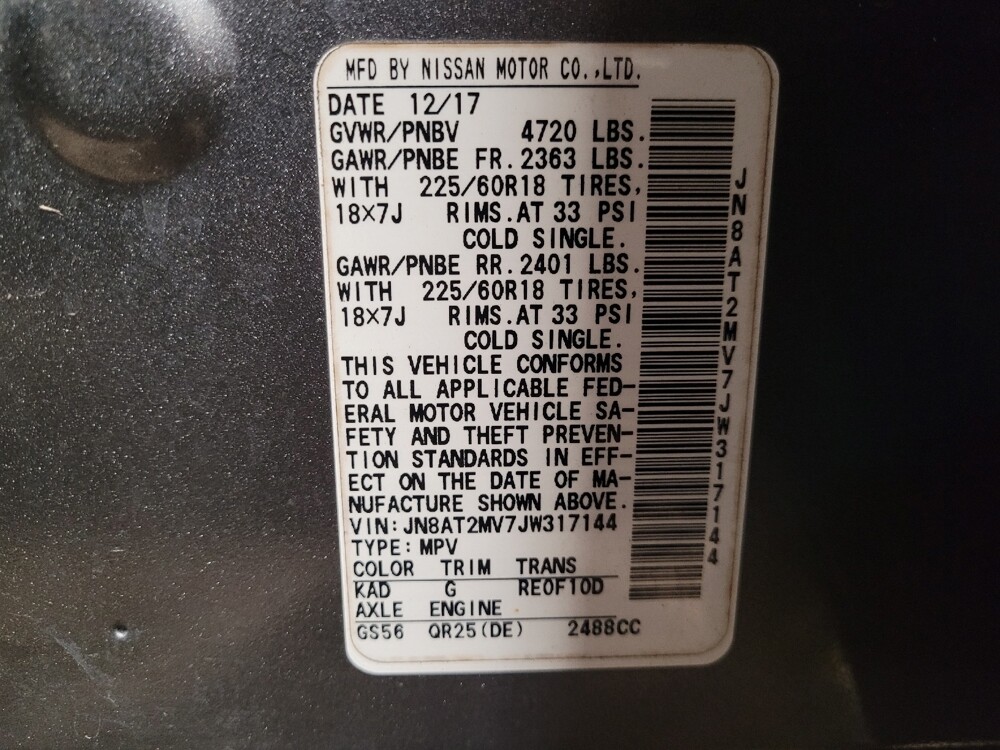 MFD BY NISSAN MOTOR CO.,LTD.
DATE 12/17
GVWR/PNBV 4720 LBS.
GAWR/PNBE FR. 2363 LBS.
WITH 225/60R18 TIRES,
18×7J RIMS.AT 33 PSI
COLD SINGLE.
GAWR/PNBE RR. 2401 LBS.
WITH 225/60R18 TIRES,
18×7J RIMS.AT 33 PSI
COLD SINGLE.
THIS VEHICLE CONFORMS
TO ALL APPLICABLE FED-
ERAL MOTOR VEHICLE SA-
FETY AND THEFT PREVEN-
TION STANDARDS IN EFF-
ECT ON THE DATE OF MA-
NUFACTURE SHOWN ABOVE.
VIN:JN8AT2MV7JW317144
TYPE:MPV
COLOR TRIM TRANS
KAD G RE0F10D
AXLE ENGINE
GS56 QR25(DE) 2488CC
JN8AT2MV7JW317144